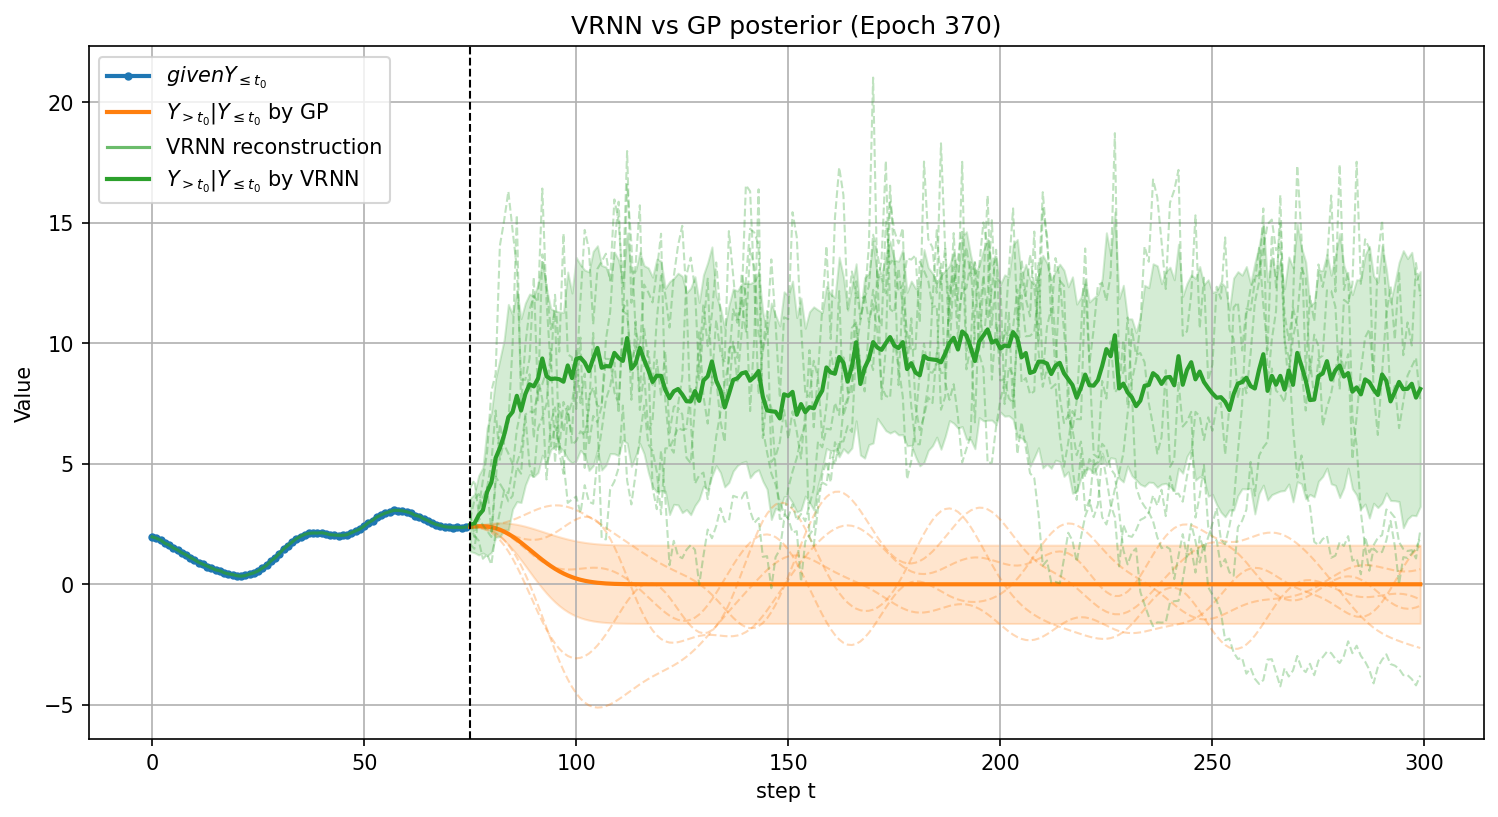 VRNN vs GP posterior (Epoch 370)
givenY≤t₀
Y>t₀|Y≤t₀ by GP
VRNN reconstruction
Y>t₀|Y≤t₀ by VRNN
Value
20
15
10
5
0
−5
0 50 100 150 200 250 300
step t